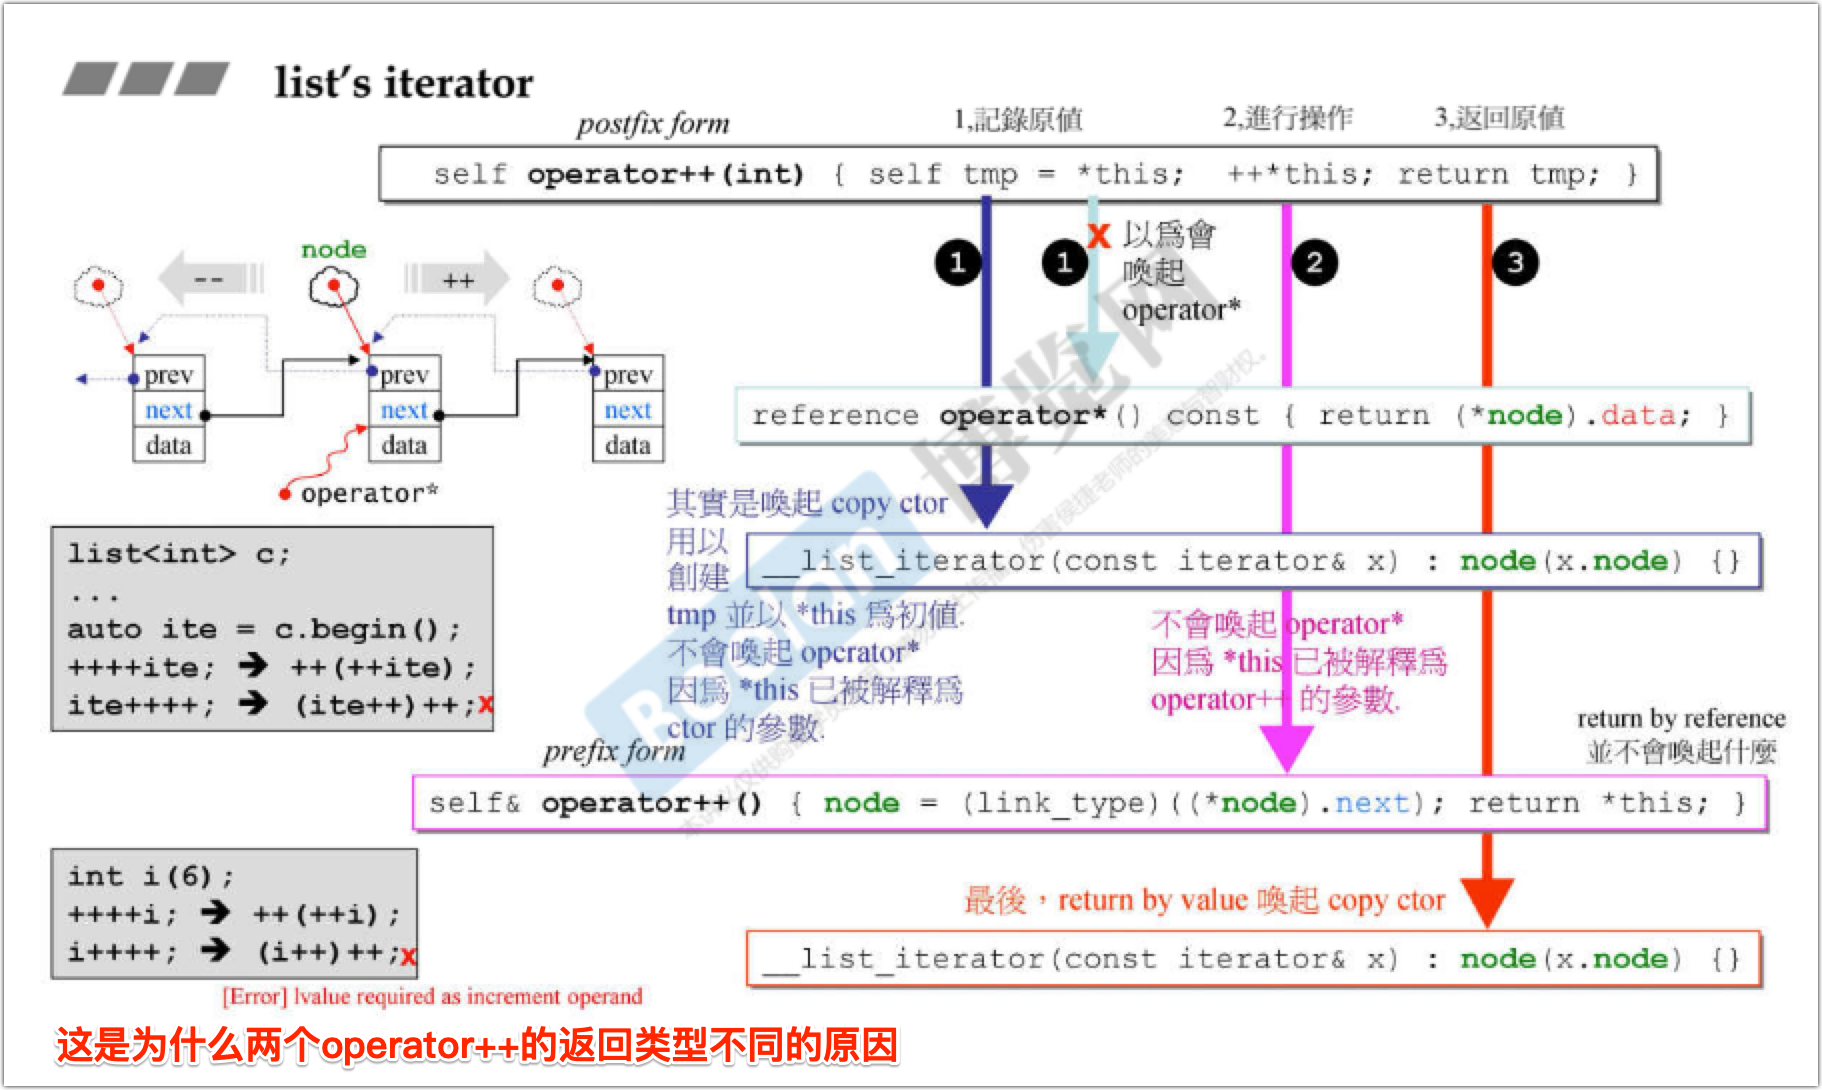 list's iterator
postfix form
1,記錄原值
2,進行操作
3,返回原值
self operator++(int) { self tmp = *this; ++*this; return tmp; }
1
1
x 以爲會
喚起
operator*
2
3
node
--
++
prev
next
data
prev
next
data
prev
next
data
operator*
reference operator*() const { return (*node).data; }
其實是喚起 copy ctor
用以
創建
tmp 並以 *this 爲初值.
不會喚起 operator*
因爲 *this 已被解釋爲
ctor 的參數.
__list_iterator(const iterator& x) : node(x.node) {}
不會喚起 operator*
因爲 *this 已被解釋爲
operator++ 的參數.
list<int> c;
...
auto ite = c.begin();
++++ite; ➔ ++(++ite);
ite++++; ➔ (ite++)++;x
return by reference
並不會喚起什麼
prefix form
self& operator++() { node = (link_type)((*node).next); return *this; }
int i(6);
++++i; ➔ ++(++i);
i++++; ➔ (i++)++;x
[Error] lvalue required as increment operand
最後，return by value 喚起 copy ctor
__list_iterator(const iterator& x) : node(x.node) {}
这是为什么两个operator++的返回类型不同的原因
Boolan
博览网